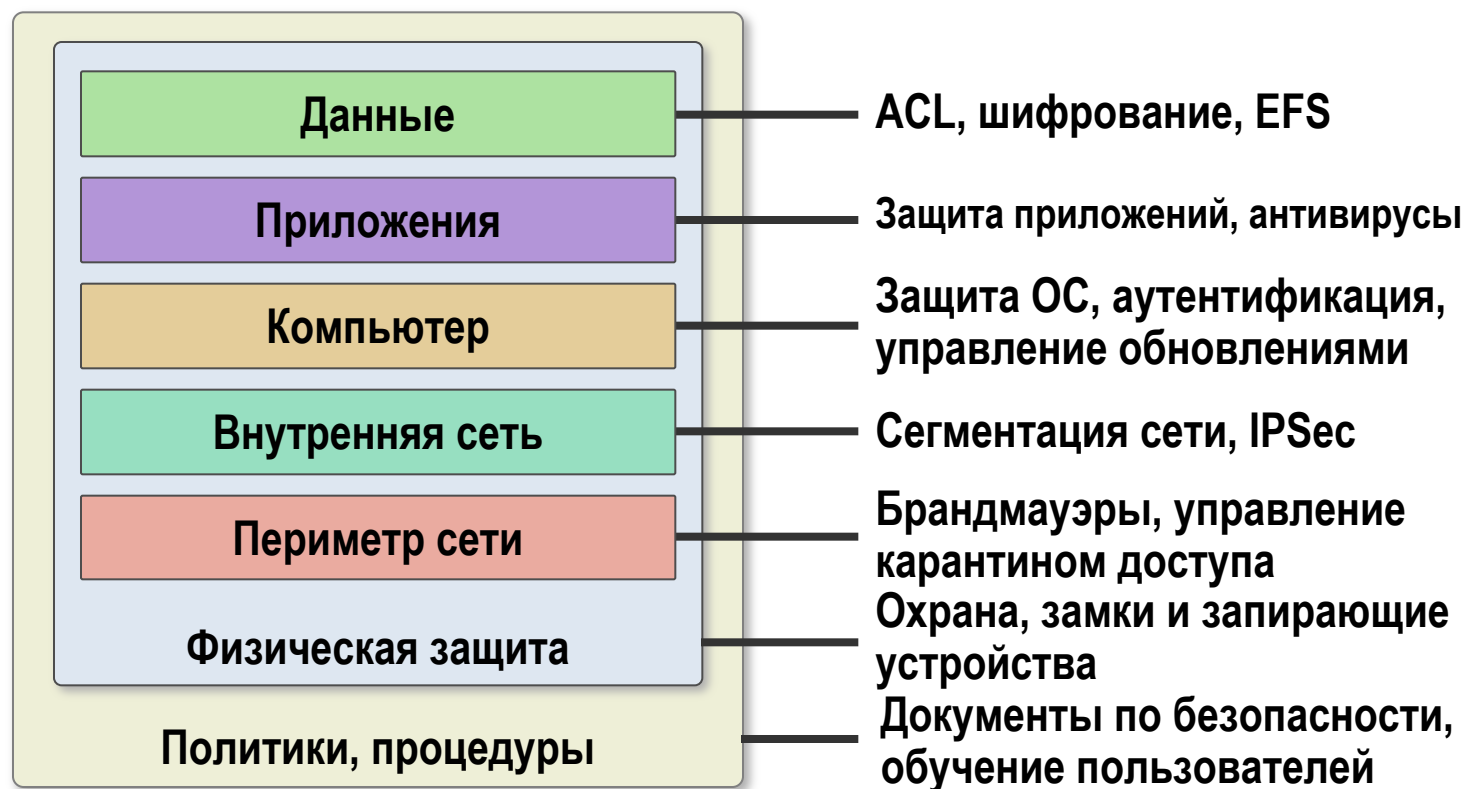 Данные
ACL, шифрование, EFS
Приложения
Защита приложений, антивирусы
Компьютер
Защита ОС, аутентификация,
управление обновлениями
Внутренняя сеть
Сегментация сети, IPSec
Периметр сети
Брандмауэры, управление
карантином доступа
Физическая защита
Охрана, замки и запирающие
устройства
Политики, процедуры
Документы по безопасности,
обучение пользователей